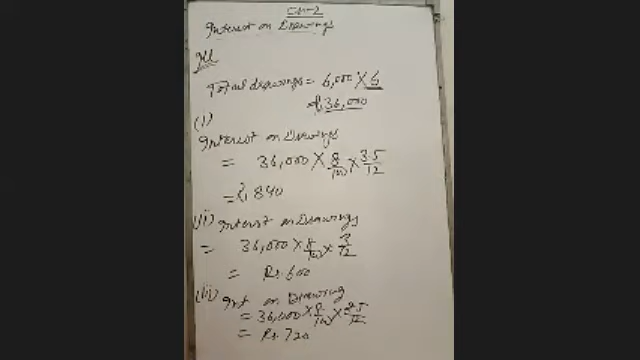 CH-2
Interest on Drawings
Ill
Total drawings = 6,000 × 6
= ₹ 36,000
(i)
Interest on Drawings
= 36,000 × 8/100 × 3.5/12
= ₹ 840
(ii) Interest on Drawings
= 36,000 × 8/100 × 3/12
= Rs. 600
(iii) Int on Drawing
= 36,000 × 8/100 × 2.5/12
= Rs. 720